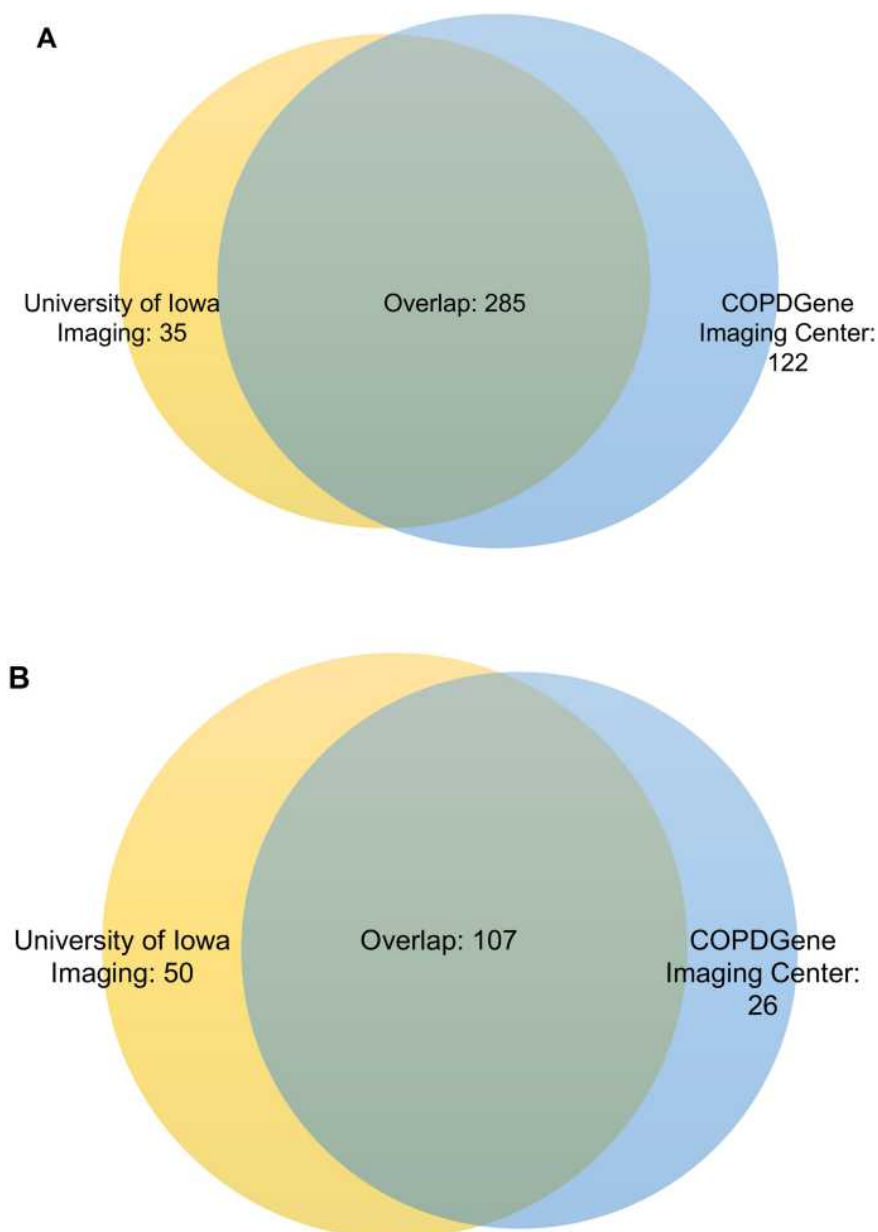 A
University of Iowa
Imaging: 35
Overlap: 285
COPDGene
Imaging Center:
122
B
University of Iowa
Imaging: 50
Overlap: 107
COPDGene
Imaging Center:
26